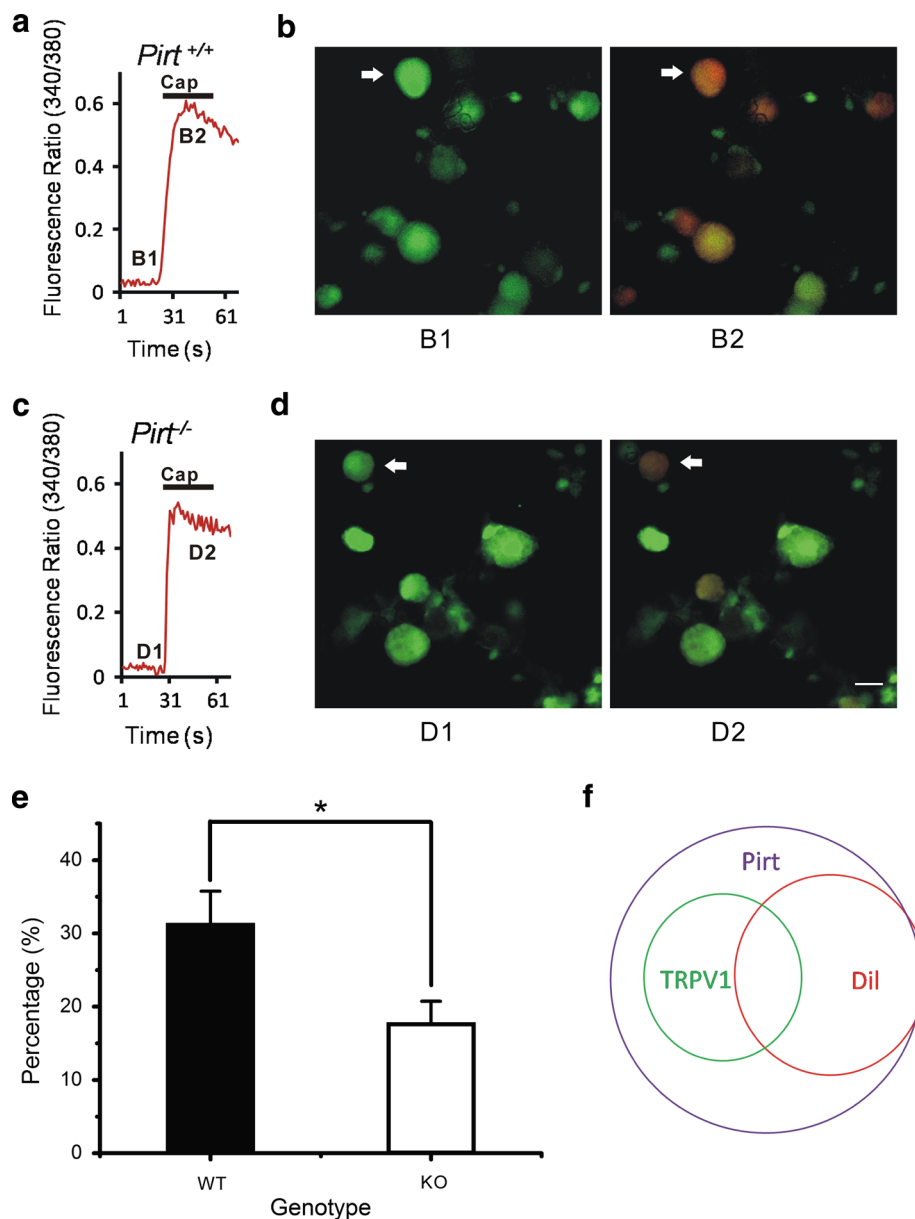 a
Pirt +/+
Cap
Fluorescence Ratio (340/380)
0.6
0.4
0.2
0
B1
B2
1 31 61
Time (s)
b
B1
B2
c
Pirt-/-
Cap
Fluorescence Ratio (340/380)
0.6
0.4
0.2
0
D1
D2
1 31 61
Time (s)
d
D1
D2
e
*
Percentage (%)
40
30
20
10
0
WT
KO
Genotype
f
Pirt
TRPV1
Dil